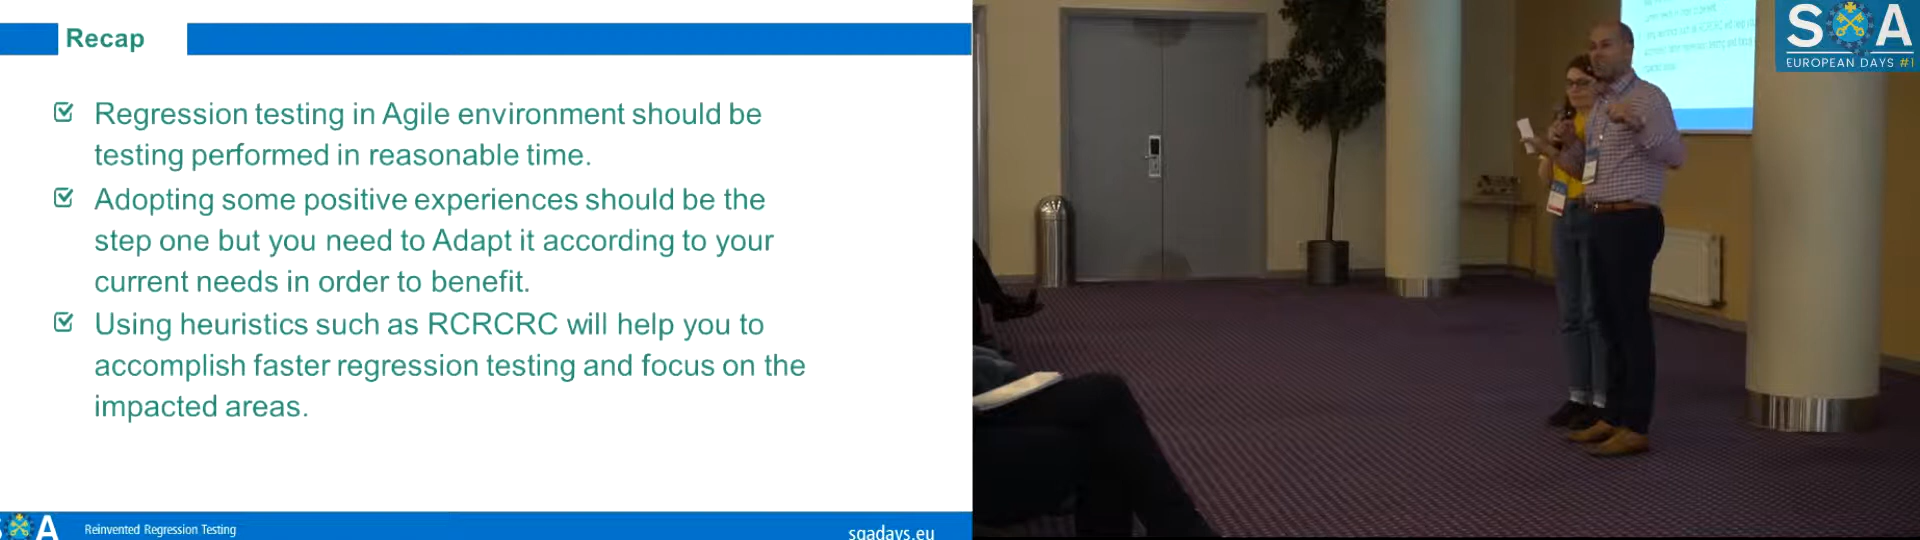 Recap
Regression testing in Agile environment should be
testing performed in reasonable time.
Adopting some positive experiences should be the
step one but you need to Adapt it according to your
current needs in order to benefit.
Using heuristics such as RCRCRC will help you to
accomplish faster regression testing and focus on the
impacted areas.
Reinvented Regression Testing
sqadays.eu
SQA
EUROPEAN DAYS #1